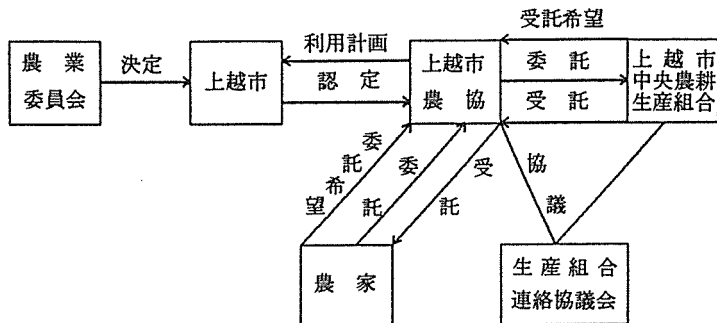 農業
委員会
決定
上越市
利用計画
認定
上越市
農協
受託希望
委託
受託
上越市
中央農耕
生産組合
委託希望
委託
受託
協議
農家
生産組合
連絡協議会